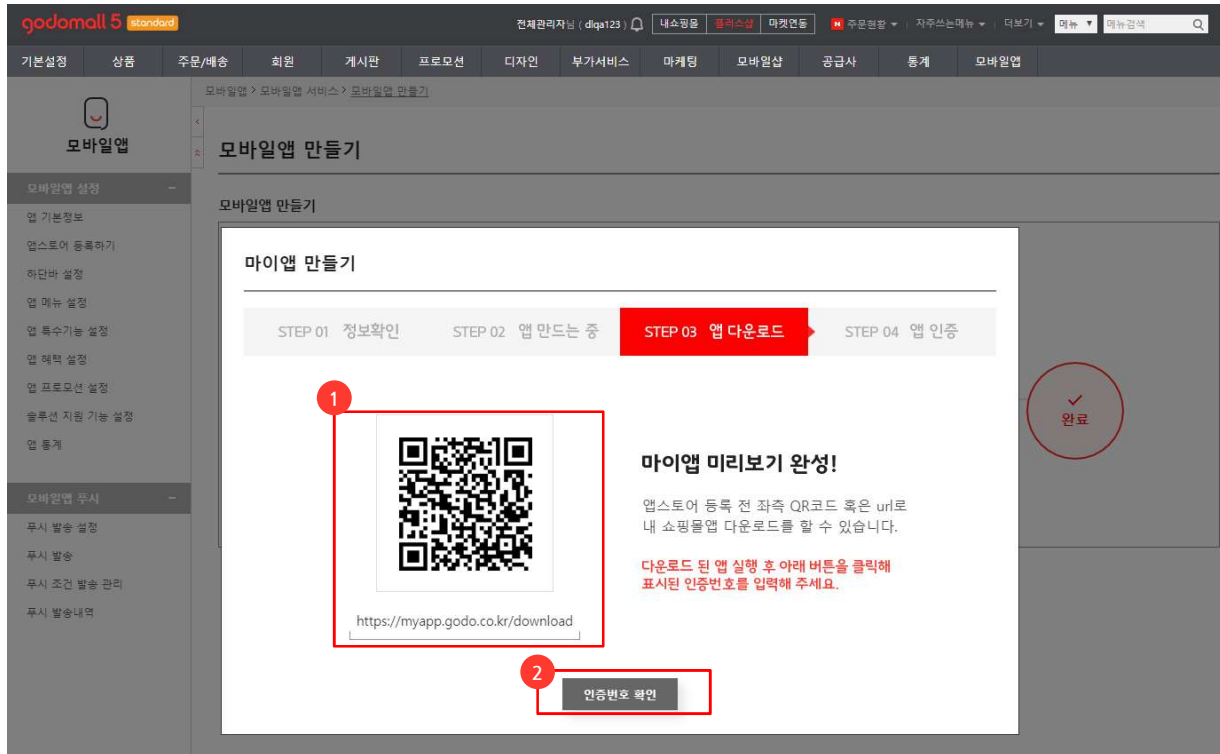 godomall 5 standard
전체관리자님 ( dlqa123 ) 내쇼핑몰 플러스샵 마켓연동 N 주문현황 자주쓰는메뉴 더보기 메뉴 메뉴검색
기본설정 상품 주문/배송 회원 게시판 프로모션 디자인 부가서비스 마케팅 모바일샵 공급사 통계 모바일앱
모바일앱 > 모바일앱 서비스 > 모바일앱 만들기
모바일앱
모바일앱 만들기
모바일앱 설정
앱 기본정보
앱스토어 등록하기
하단바 설정
앱 메뉴 설정
앱 특수기능 설정
앱 혜택 설정
앱 프로모션 설정
솔루션 지원 기능 설정
앱 통계
모바일앱 푸시
푸시 발송 설정
푸시 발송
푸시 조건 발송 관리
푸시 발송내역
모바일앱 만들기
마이앱 만들기
STEP 01 정보확인 STEP 02 앱 만드는 중 STEP 03 앱 다운로드 STEP 04 앱 인증
1
https://myapp.godo.co.kr/download
마이앱 미리보기 완성!
앱스토어 등록 전 좌측 QR코드 혹은 url로
내 쇼핑몰앱 다운로드를 할 수 있습니다.
다운로드 된 앱 실행 후 아래 버튼을 클릭해
표시된 인증번호를 입력해 주세요.
2
인증번호 확인
완료